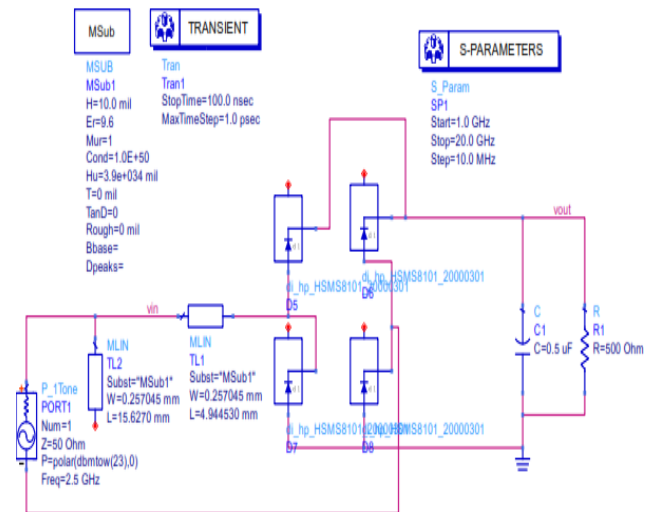 MSub
MSUB
MSub1
H=10.0 mil
Er=9.6
Mur=1
Cond=1.0E+50
Hu=3.9e+034 mil
T=0 mil
TanD=0
Rough=0 mil
Bbase=
Dpeaks=
TRANSIENT
Tran
Tran1
StopTime=100.0 nsec
MaxTimeStep=1.0 psec
S-PARAMETERS
S_Param
SP1
Start=1.0 GHz
Stop=20.0 GHz
Step=10.0 MHz
di_hp_HSMS8101_20000301
D5
di_hp_HSMS8101_20000301
D6
vout
vin
MLIN
TL2
Subst="MSub1"
W=0.257045 mm
L=15.6270 mm
MLIN
TL1
Subst="MSub1"
W=0.257045 mm
L=4.944530 mm
di_hp_HSMS8101_20000301
D7
di_hp_HSMS8101_20000301
D8
C
C1
C=0.5 uF
R
R1
R=500 Ohm
P_1Tone
PORT1
Num=1
Z=50 Ohm
P=polar(dbmtow(23),0)
Freq=2.5 GHz